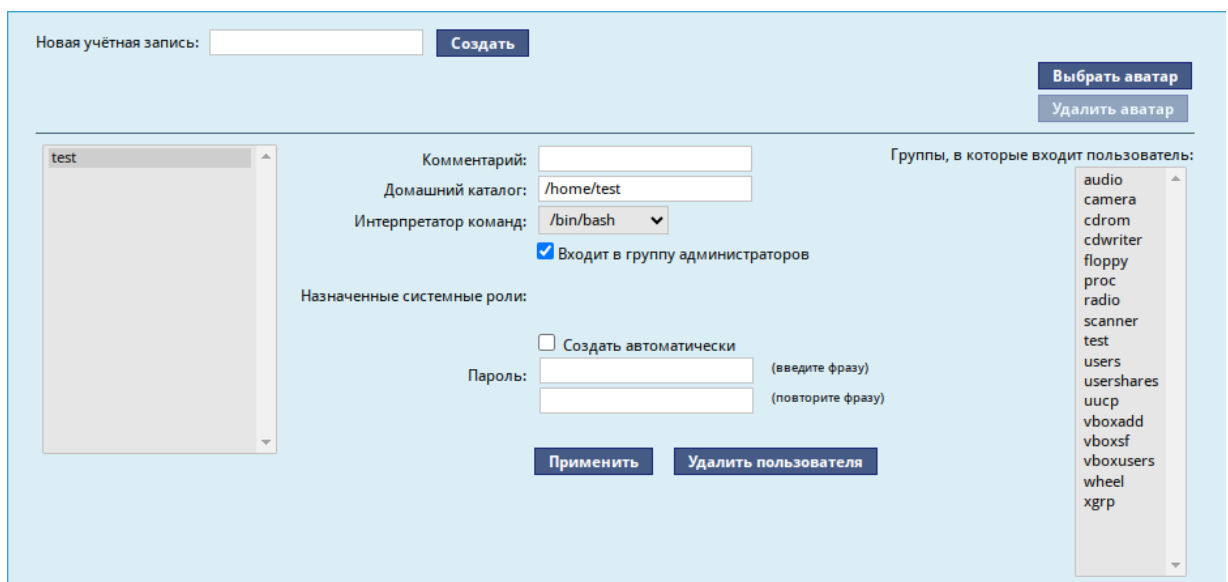 Новая учётная запись: Создать
Выбрать аватар
Удалить аватар
test
Комментарий:
Домашний каталог: /home/test
Интерпретатор команд: /bin/bash
Входит в группу администраторов
Назначенные системные роли:
Создать автоматически
Пароль: (введите фразу)
(повторите фразу)
Применить Удалить пользователя
Группы, в которые входит пользователь:
audio
camera
cdrom
cdwriter
floppy
proc
radio
scanner
test
users
usershares
uucp
vboxadd
vboxsf
vboxusers
wheel
xgrp